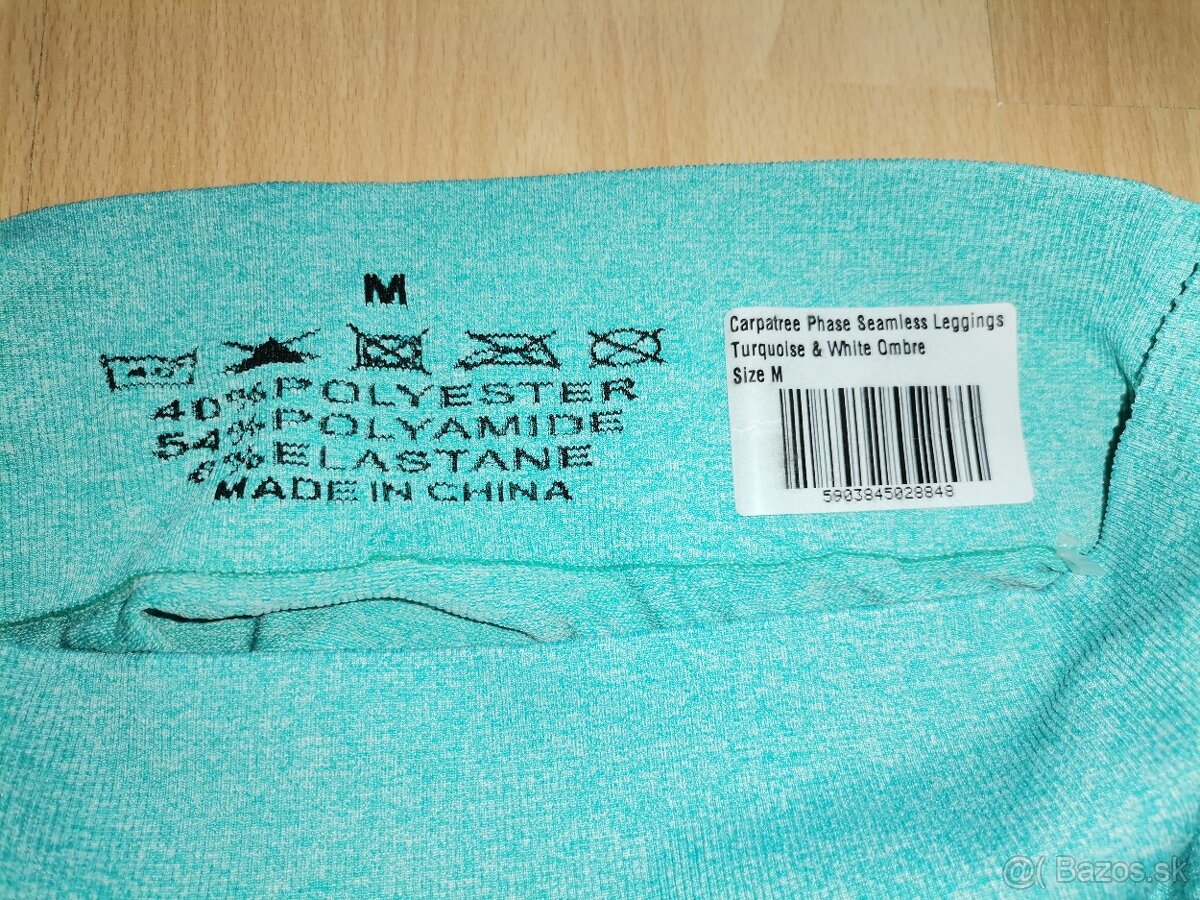 M
40% POLYESTER
54% POLYAMIDE
6% ELASTANE
MADE IN CHINA
Carpatree Phase Seamless Leggings
Turquoise & White Ombre
Size M
5903845028848
@( Bazos.sk